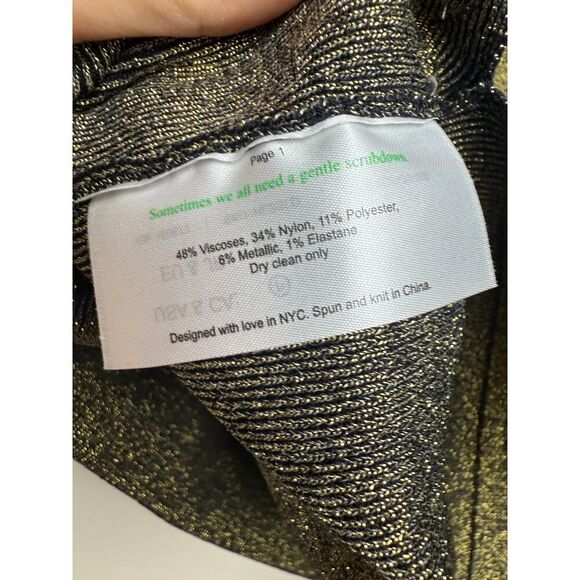 Page 1
Sometimes we all need a gentle scrubdown.
48% Viscoses, 34% Nylon, 11% Polyester,
6% Metallic, 1% Elastane
Dry clean only
Designed with love in NYC. Spun and knit in China.